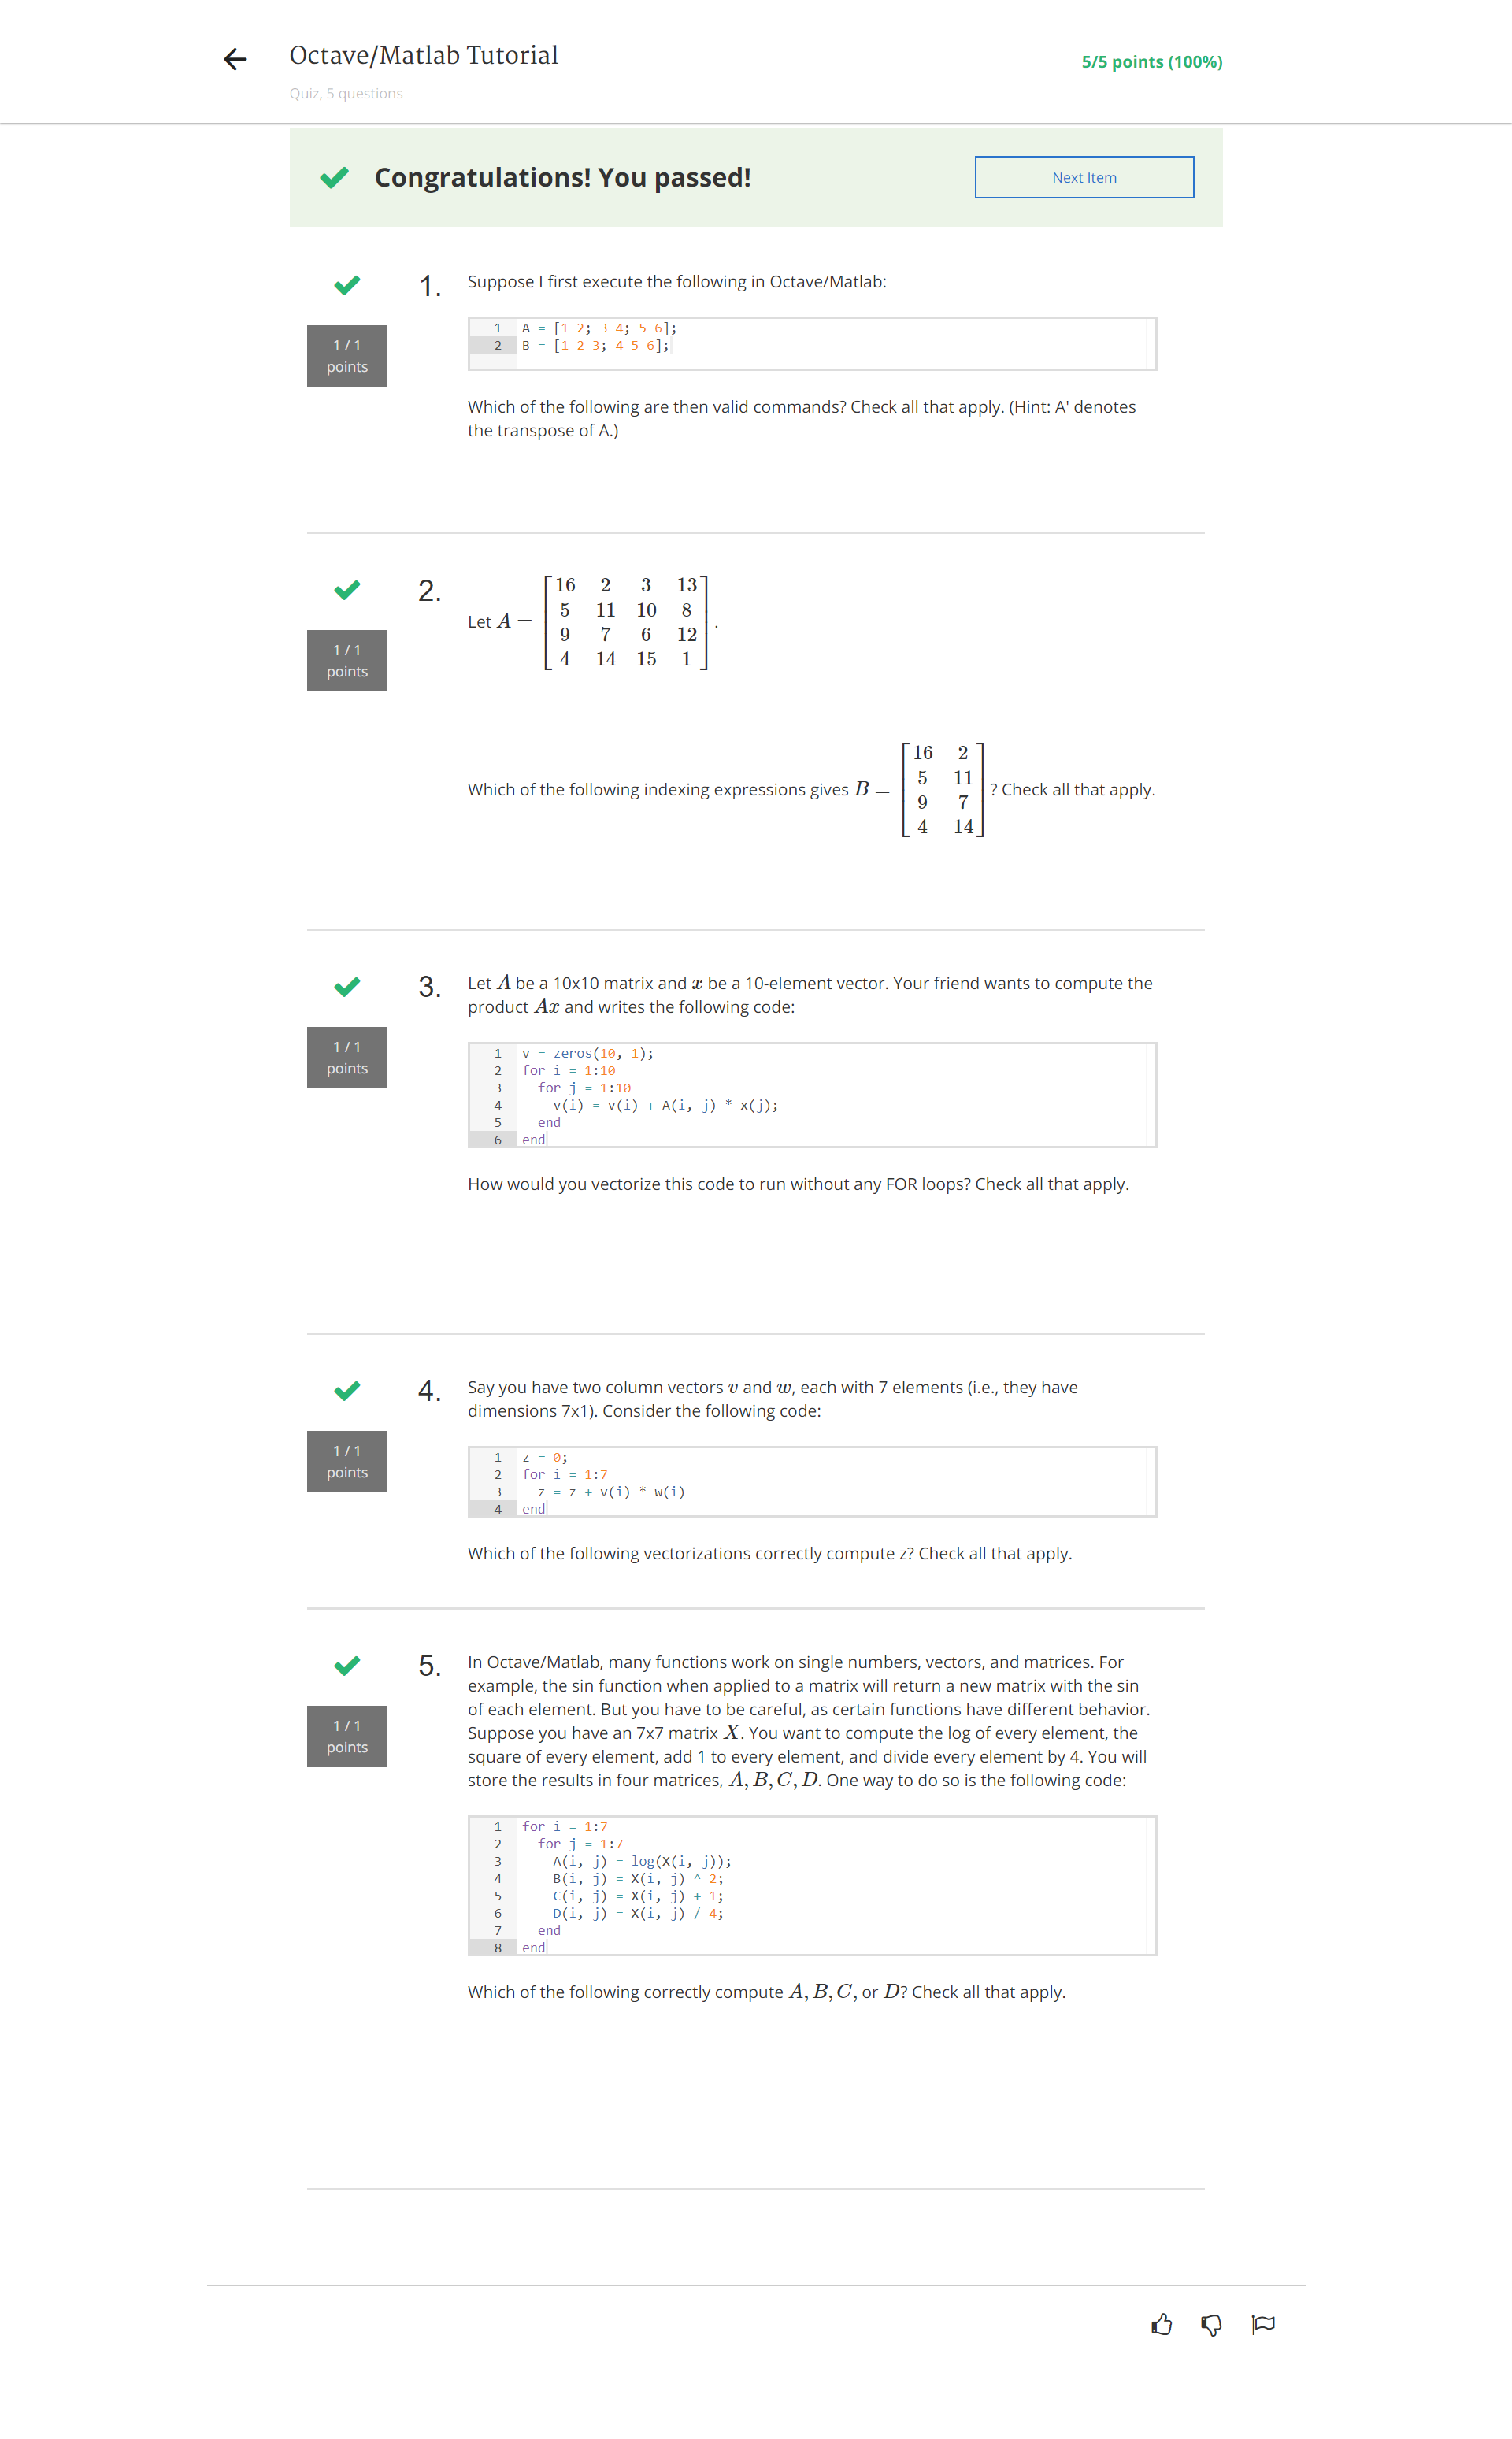 Octave/Matlab Tutorial
5/5 points (100%)
Quiz, 5 questions
Congratulations! You passed!
Next Item
1.
Suppose I first execute the following in Octave/Matlab:
1 / 1
points
1 A = [1 2; 3 4; 5 6];
2 B = [1 2 3; 4 5 6];
Which of the following are then valid commands? Check all that apply. (Hint: A' denotes
the transpose of A.)
2.
1 / 1
points
Let A =
16 2 3 13
5 11 10 8
9 7 6 12
4 14 15 1
.
Which of the following indexing expressions gives B =
16 2
5 11
9 7
4 14
? Check all that apply.
3.
1 / 1
points
Let A be a 10x10 matrix and x be a 10-element vector. Your friend wants to compute the
product Ax and writes the following code:
1 v = zeros(10, 1);
2 for i = 1:10
3 for j = 1:10
4 v(i) = v(i) + A(i, j) * x(j);
5 end
6 end
How would you vectorize this code to run without any FOR loops? Check all that apply.
4.
1 / 1
points
Say you have two column vectors v and w, each with 7 elements (i.e., they have
dimensions 7x1). Consider the following code:
1 z = 0;
2 for i = 1:7
3 z = z + v(i) * w(i)
4 end
Which of the following vectorizations correctly compute z? Check all that apply.
5.
1 / 1
points
In Octave/Matlab, many functions work on single numbers, vectors, and matrices. For
example, the sin function when applied to a matrix will return a new matrix with the sin
of each element. But you have to be careful, as certain functions have different behavior.
Suppose you have an 7x7 matrix X. You want to compute the log of every element, the
square of every element, add 1 to every element, and divide every element by 4. You will
store the results in four matrices, A, B, C, D. One way to do so is the following code:
1 for i = 1:7
2 for j = 1:7
3 A(i, j) = log(X(i, j));
4 B(i, j) = X(i, j) ^ 2;
5 C(i, j) = X(i, j) + 1;
6 D(i, j) = X(i, j) / 4;
7 end
8 end
Which of the following correctly compute A, B, C, or D? Check all that apply.